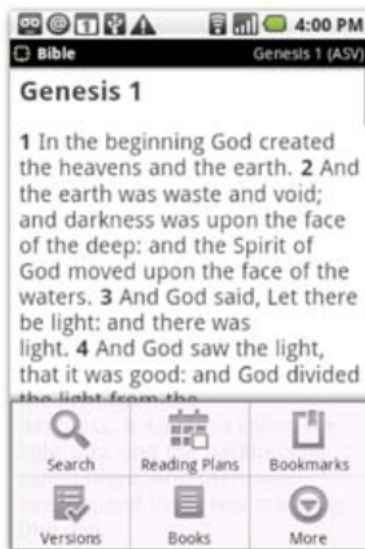 4:00 PM
Bible Genesis 1 (ASV)
Genesis 1
1 In the beginning God created
the heavens and the earth. 2 And
the earth was waste and void;
and darkness was upon the face
of the deep: and the Spirit of
God moved upon the face of the
waters. 3 And God said, Let there
be light: and there was
light. 4 And God saw the light,
that it was good: and God divided
the light from the
Search Reading Plans Bookmarks
Versions Books More